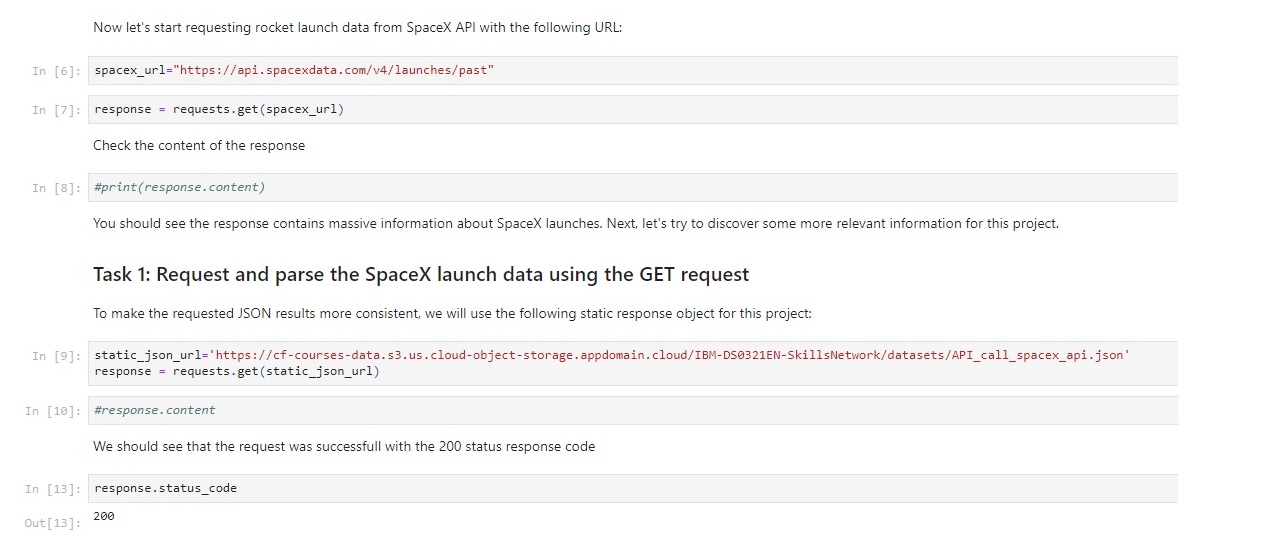 Now let's start requesting rocket launch data from SpaceX API with the following URL:
In [6]: spacex_url="https://api.spacexdata.com/v4/launches/past"
In [7]: response = requests.get(spacex_url)
Check the content of the response
In [8]: #print(response.content)
You should see the response contains massive information about SpaceX launches. Next, let's try to discover some more relevant information for this project.
Task 1: Request and parse the SpaceX launch data using the GET request
To make the requested JSON results more consistent, we will use the following static response object for this project:
In [9]: static_json_url='https://cf-courses-data.s3.us.cloud-object-storage.appdomain.cloud/IBM-DS0321EN-SkillsNetwork/datasets/API_call_spacex_api.json'
response = requests.get(static_json_url)
In [10]: #response.content
We should see that the request was successfull with the 200 status response code
In [13]: response.status_code
Out[13]: 200